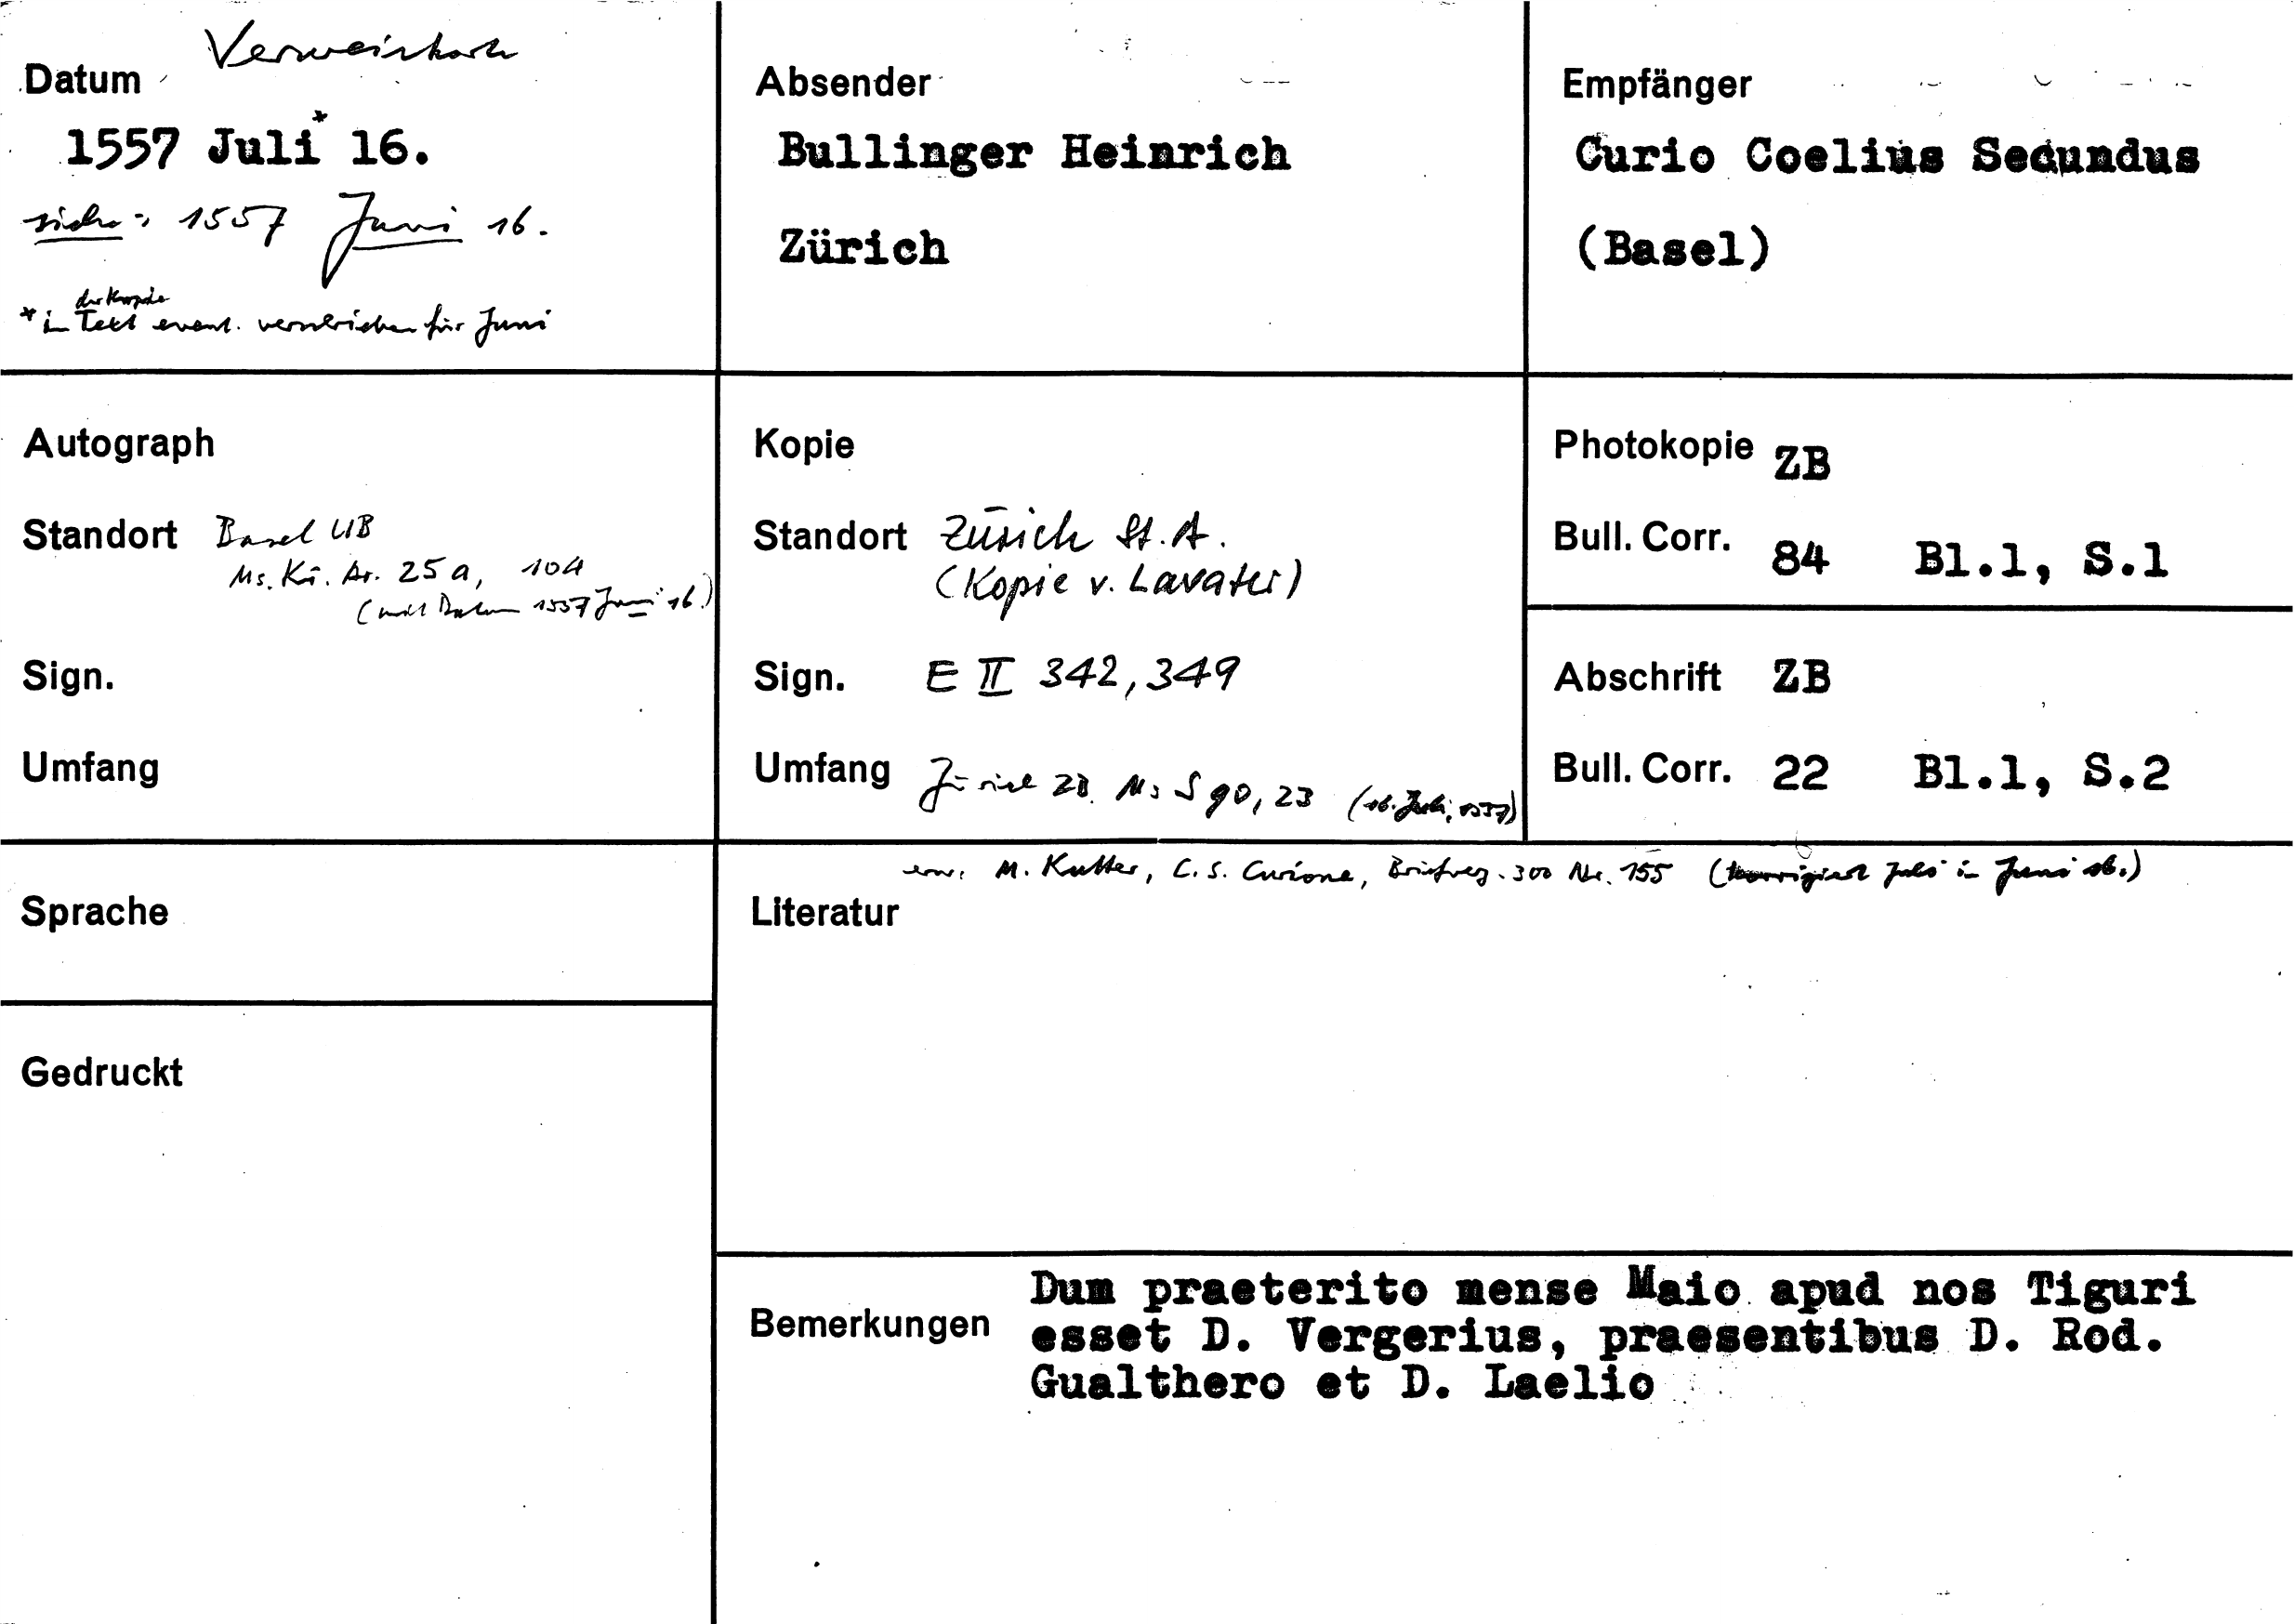 Verweiskarte
Datum
1557 Juli* 16.
siehe: 1557 Juni 16.
der Kopie
* in Text event. verschrieben für Juni
Absender
Bullinger Heinrich
Zürich
Empfänger
Curio Coelius Secundus
(Basel)
Autograph
Standort Basel UB
Ms. Ki. Ar. 25a, 104
(mit Datum 1557 Juni 16.)
Sign.
Umfang
Kopie
Standort Zürich St.A.
(Kopie v. Lavater)
Sign. E II 342, 349
Umfang Zürich ZB. Ms S 90, 23 (16. Juli, 1557)
Photokopie ZB
Bull. Corr. 84 Bl.1, S.1
Abschrift ZB
Bull. Corr. 22 Bl.1, S.2
Sprache
Gedruckt
erw. M. Kutter, C. S. Curione, Briefverz. 300 Nr. 155 (korrigiert Juli in Juni 16.)
Literatur
Bemerkungen
Dum praeterito mense Maio apud nos Tiguri
esset D. Vergerius, praesentibus D. Rod.
Gualthero et D. Laelio